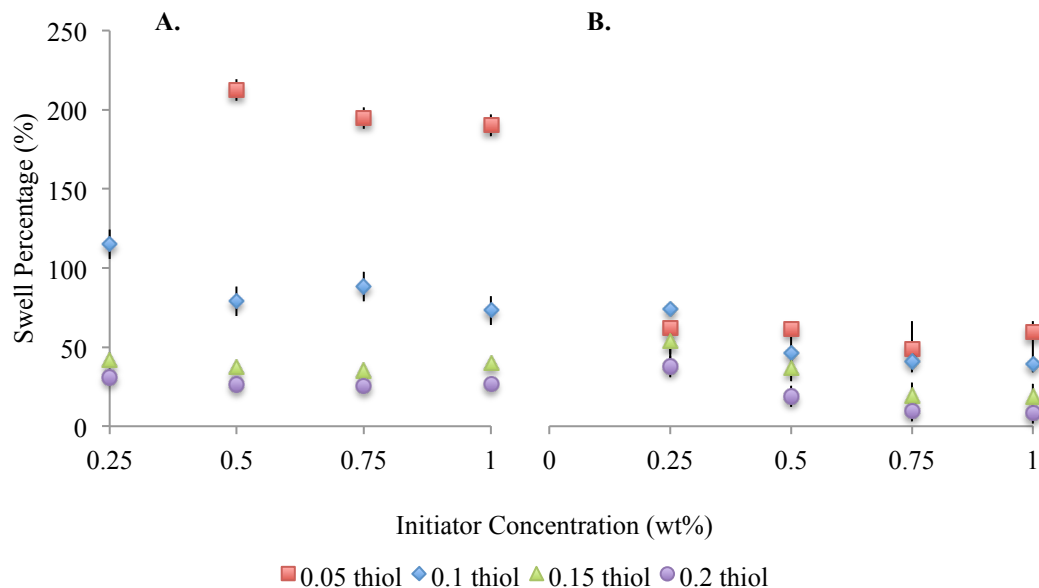 A. B.
250
200
150
100
50
0
Swell Percentage (%)
0.25 0.5 0.75 1 0 0.25 0.5 0.75 1
Initiator Concentration (wt%)
0.05 thiol 0.1 thiol 0.15 thiol 0.2 thiol